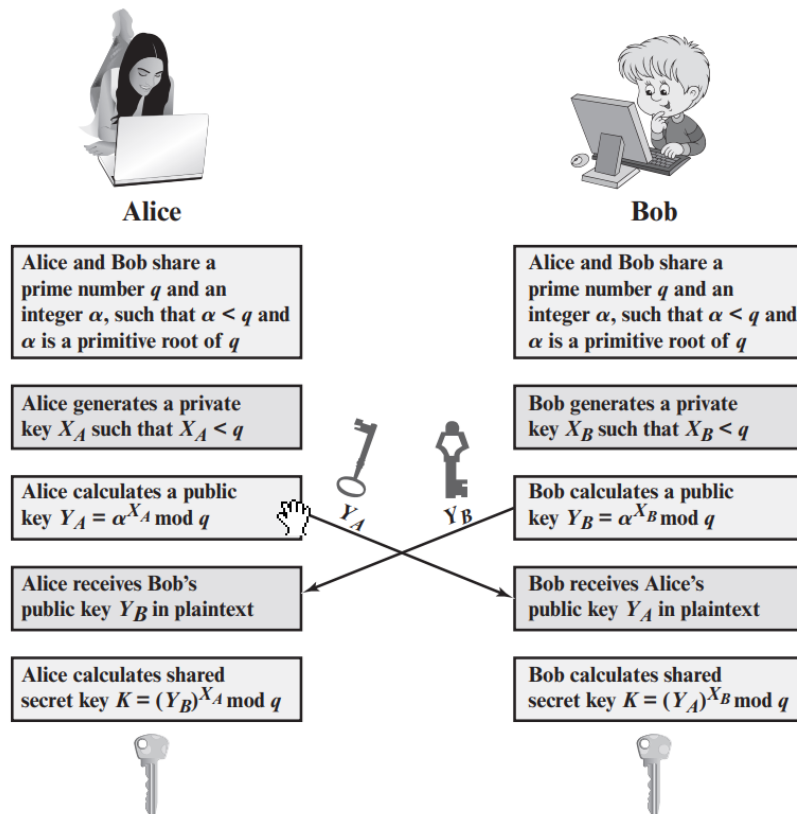 Alice
Bob
Alice and Bob share a
prime number q and an
integer α, such that α < q and
α is a primitive root of q
Alice and Bob share a
prime number q and an
integer α, such that α < q and
α is a primitive root of q
Alice generates a private
key X_A such that X_A < q
Bob generates a private
key X_B such that X_B < q
Alice calculates a public
key Y_A = α^{X_A} mod q
Y_A
Y_B
Bob calculates a public
key Y_B = α^{X_B} mod q
Alice receives Bob's
public key Y_B in plaintext
Bob receives Alice's
public key Y_A in plaintext
Alice calculates shared
secret key K = (Y_B)^{X_A} mod q
Bob calculates shared
secret key K = (Y_A)^{X_B} mod q